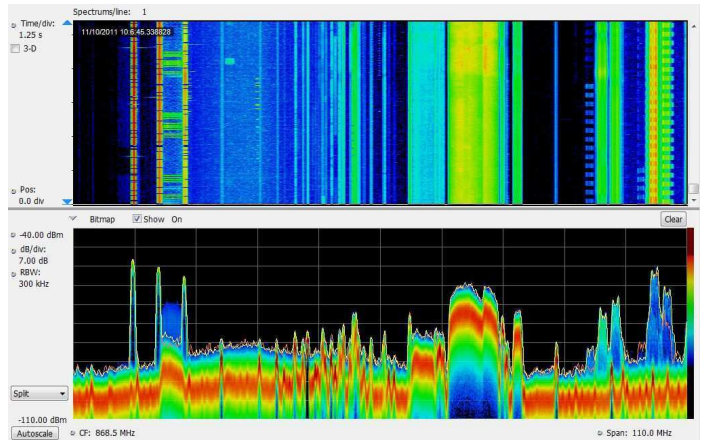 Spectrums/line: 1
Time/div:
1.25 s
3-D
11/10/2011 10:6:45.338828
Pos:
0.0 div
Bitmap Show On Clear
-40.00 dBm
dB/div:
7.00 dB
RBW:
300 kHz
Split
-110.00 dBm
Autoscale CF: 868.5 MHz Span: 110.0 MHz